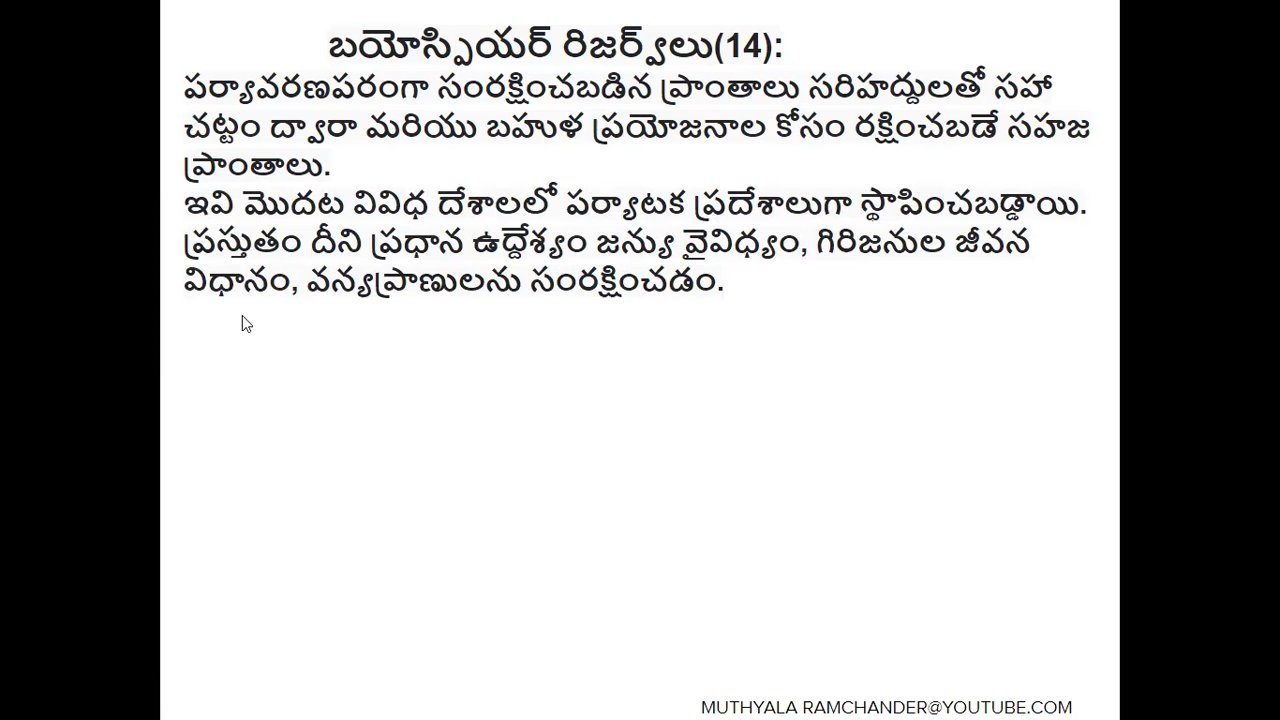 బయోస్పియర్ రిజర్వ్‌లు(14):
పర్యావరణపరంగా సంరక్షించబడిన ప్రాంతాలు సరిహద్దులతో సహా
చట్టం ద్వారా మరియు బహుళ ప్రయోజనాల కోసం రక్షించబడే సహజ
ప్రాంతాలు.
ఇవి మొదట వివిధ దేశాలలో పర్యాటక ప్రదేశాలుగా స్థాపించబడ్డాయి.
ప్రస్తుతం దీని ప్రధాన ఉద్దేశ్యం జన్యు వైవిధ్యం, గిరిజనుల జీవన
విధానం, వన్యప్రాణులను సంరక్షించడం.
MUTHYALA RAMCHANDER@YOUTUBE.COM